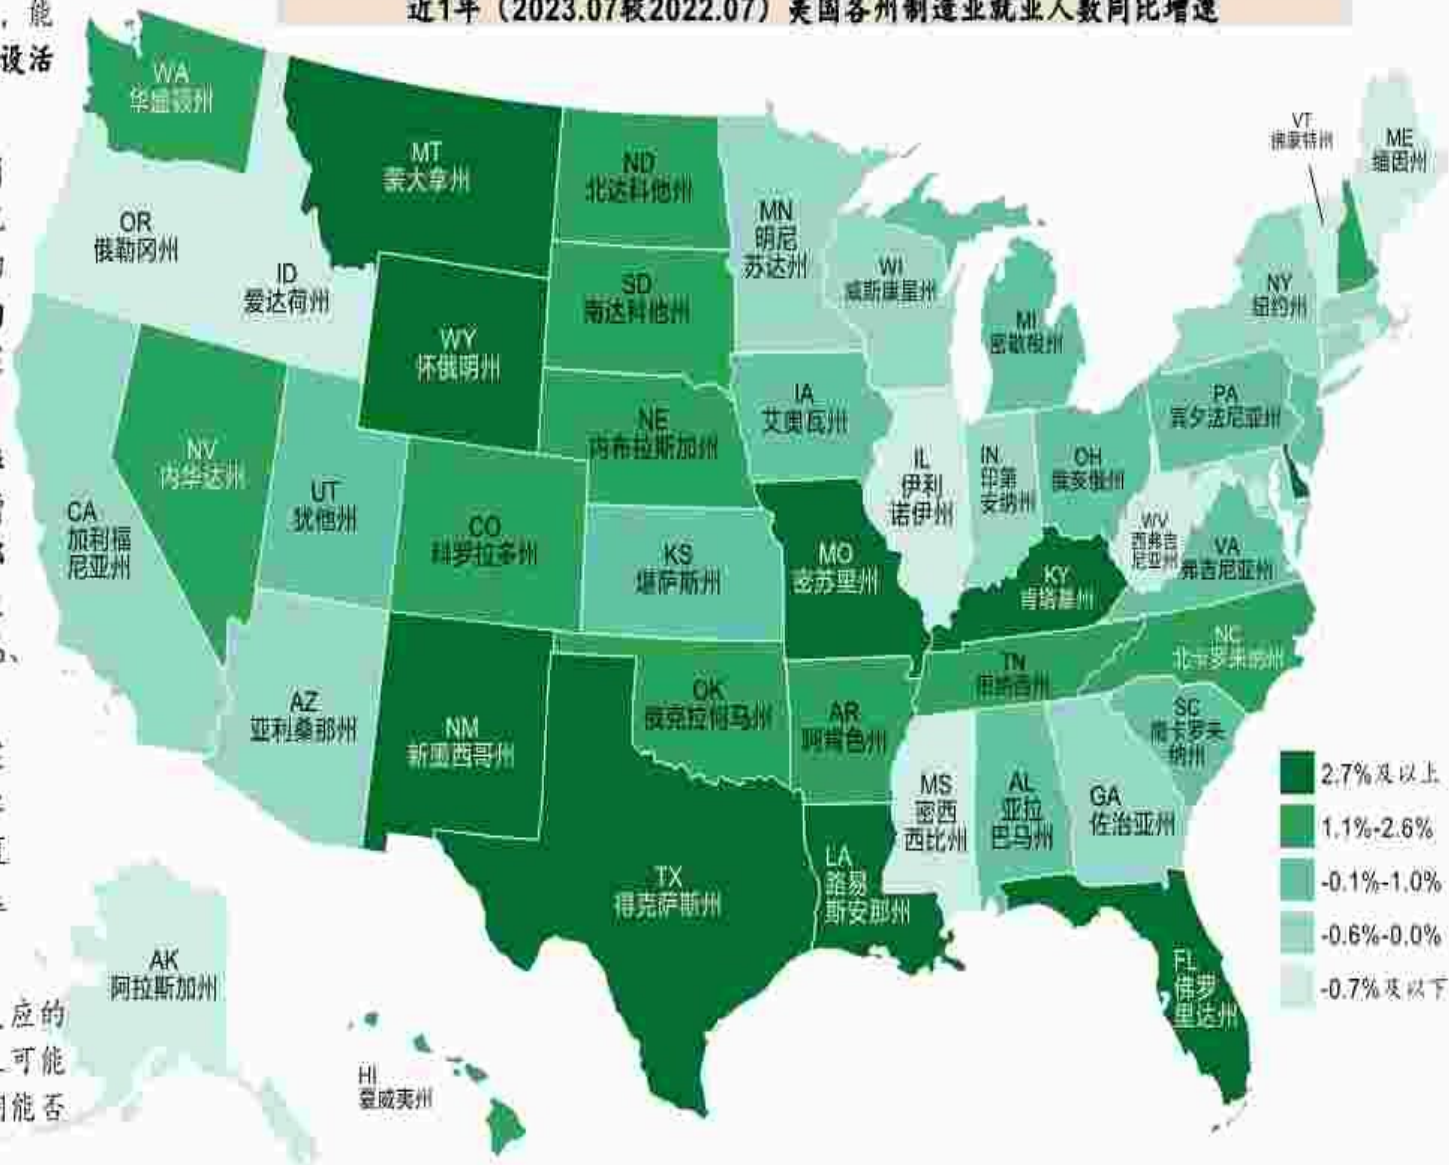 近1年（2023.07较2022.07）美国各州制造业就业人数同比增速
，能
设活
WA
华盛顿州
MT
蒙大拿州
ND
北达科他州
MN
明尼
苏达州
VT
佛蒙特州
ME
缅因州
OR
俄勒冈州
ID
爱达荷州
SD
南达科他州
WI
威斯康星州
NY
纽约州
WY
怀俄明州
MI
密歇根州
NE
内布拉斯加州
IA
艾奥瓦州
PA
宾夕法尼亚州
NV
内华达州
UT
犹他州
CO
科罗拉多州
IL
伊利
诺伊州
IN
印第
安纳州
OH
俄亥俄州
CA
加利福
尼亚州
KS
堪萨斯州
MO
密苏里州
KY
肯塔基州
WV
西弗吉
尼亚州
VA
弗吉尼亚州
NC
北卡罗来纳州
TN
田纳西州
AZ
亚利桑那州
NM
新墨西哥州
OK
俄克拉何马州
AR
阿肯色州
SC
南卡罗来
纳州
MS
密西
西比州
AL
亚拉
巴马州
GA
佐治亚州
TX
得克萨斯州
LA
路易
斯安那州
FL
佛罗
里达州
AK
阿拉斯加州
HI
夏威夷州
2.7%及以上
1.1%-2.6%
-0.1%-1.0%
-0.6%-0.0%
-0.7%及以下
应的
可能
能否